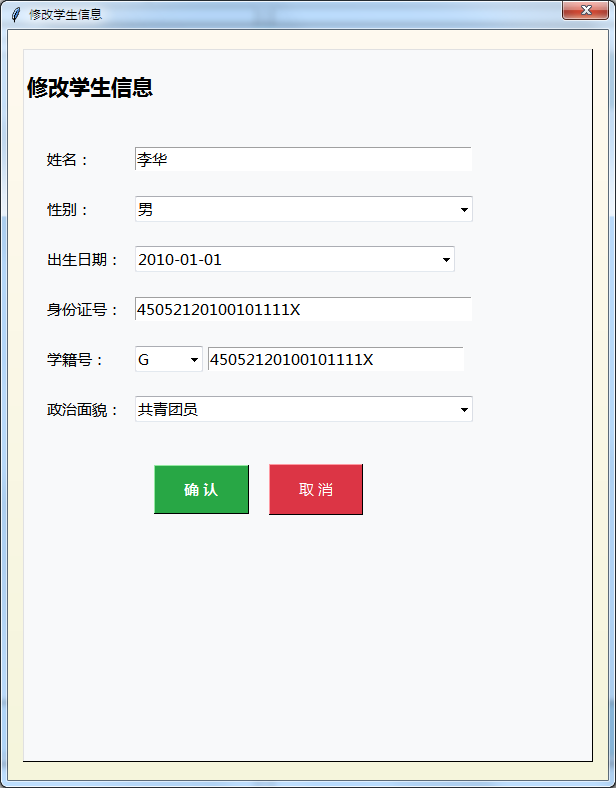 修改学生信息
修改学生信息
姓名： 李华
性别： 男
出生日期： 2010-01-01
身份证号： 45052120100101111X
学籍号： G 45052120100101111X
政治面貌： 共青团员
确 认 取 消